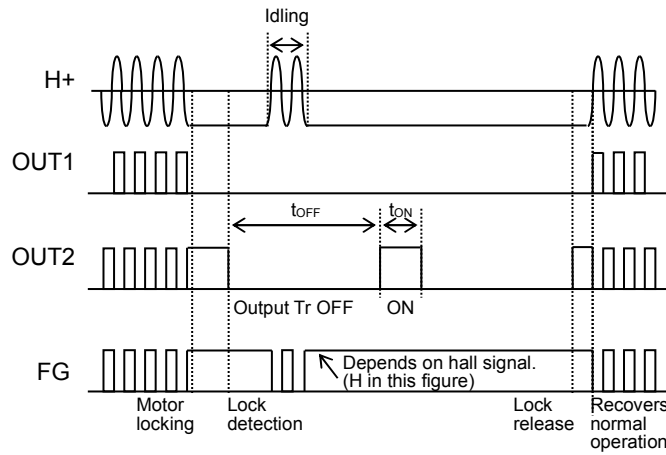 Idling
H+
OUT1
tOFF
tON
OUT2
Output Tr OFF
ON
FG
Depends on hall signal.
(H in this figure)
Motor
locking
Lock
detection
Lock
release
Recovers
normal
operation